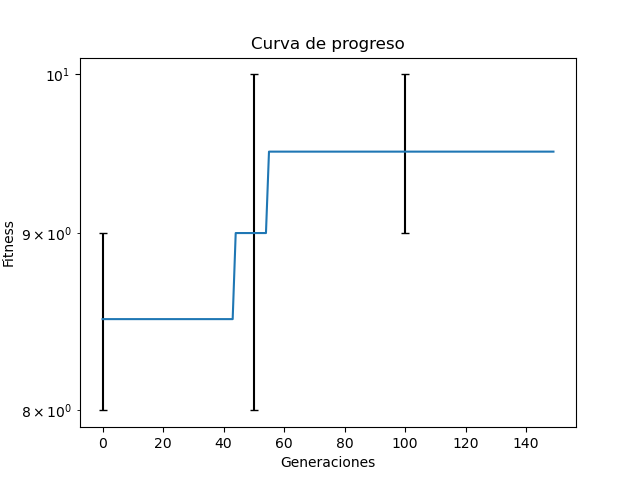 Curva de progreso
Fitness
10¹
9 × 10⁰
8 × 10⁰
0 20 40 60 80 100 120 140
Generaciones